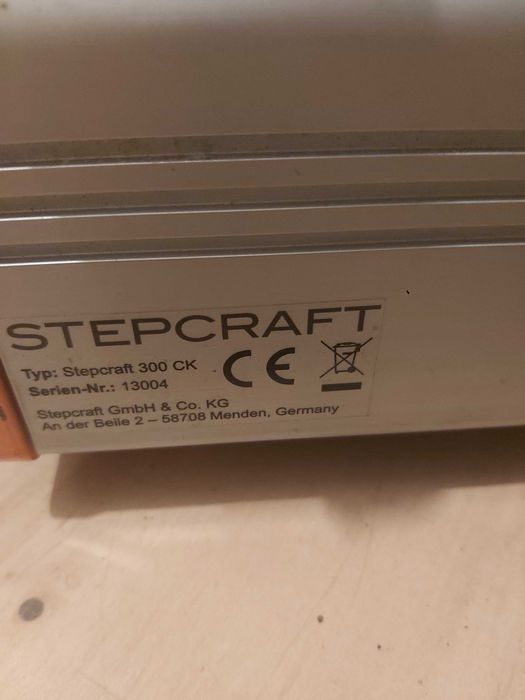 STEPCRAFT
Typ: Stepcraft 300 CK
Serien-Nr.: 13004
CE
Stepcraft GmbH & Co. KG
An der Beile 2 – 58708 Menden, Germany